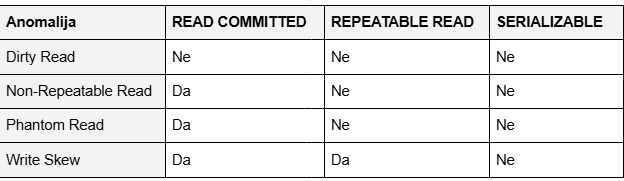 Anomalija READ COMMITTED REPEATABLE READ SERIALIZABLE
Dirty Read Ne Ne Ne
Non-Repeatable Read Da Ne Ne
Phantom Read Da Ne Ne
Write Skew Da Da Ne